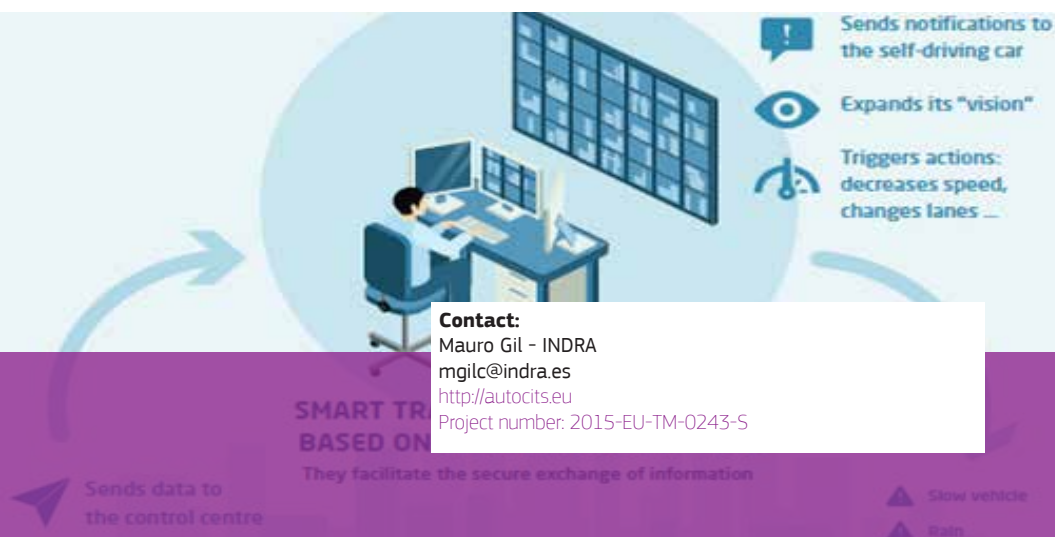 Sends notifications to
the self-driving car
Expands its "vision"
Triggers actions:
decreases speed,
changes lanes ...
Contact:
Mauro Gil - INDRA
mgilc@indra.es
http://autocits.eu
Project number: 2015-EU-TM-0243-S
SMART
BASED ON
They facilitate the secure exchange of information
Sends data to
the control centre
Slow vehicle
Rain